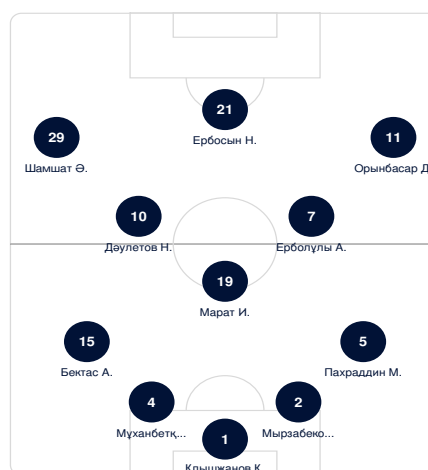 21
Ербосын Н.
29
Шамшат Ә.
11
Орынбасар Д
10
Дәулетов Н.
7
Ерболұлы А.
19
Марат И.
15
Бектас А.
5
Пахраддин М.
4
Мұханбетқ...
2
Мырзабеко...
1
Клышжанов К.